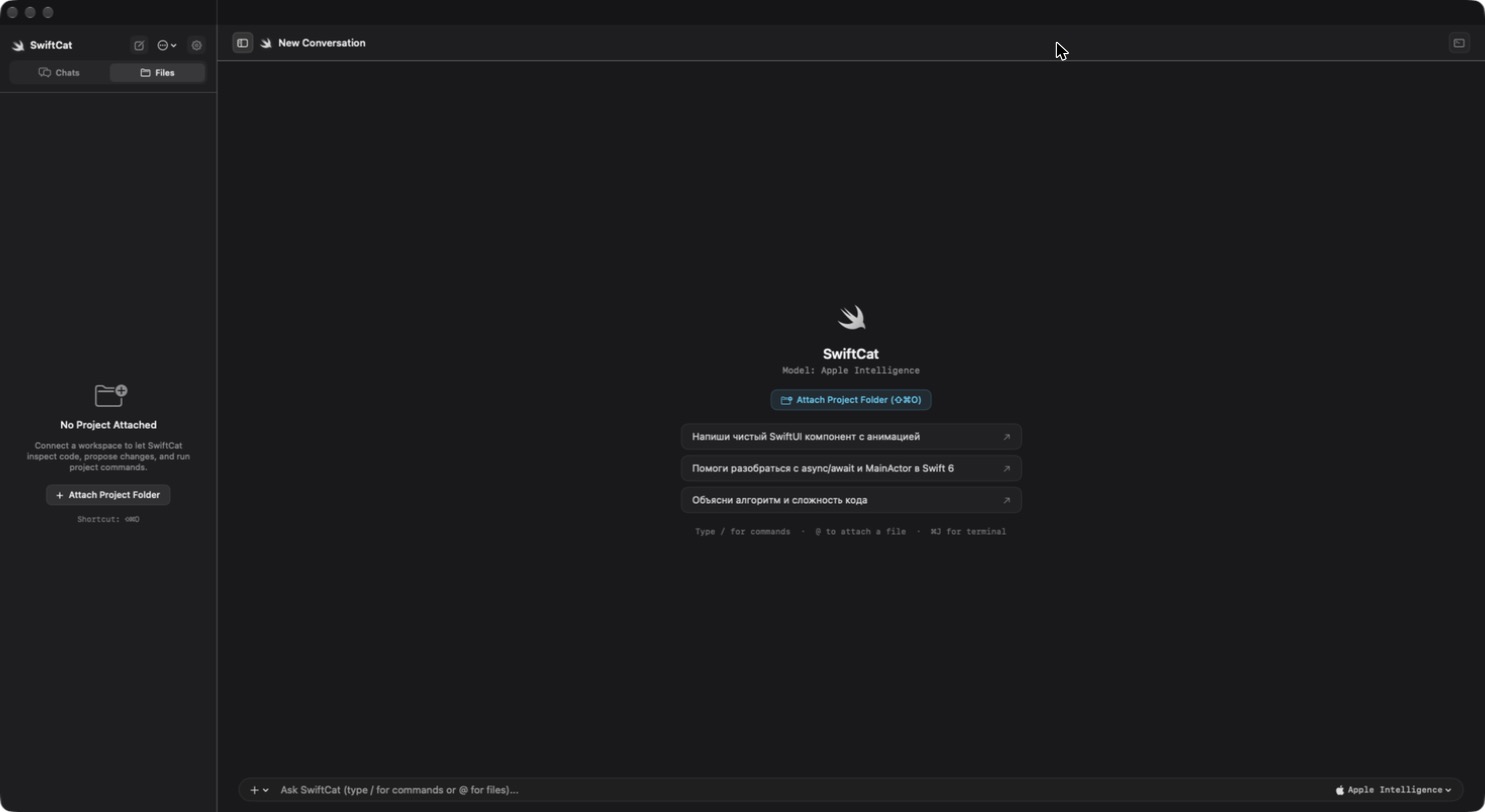 SwiftCat
Chats
Files
New Conversation
No Project Attached
Connect a workspace to let SwiftCat
inspect code, propose changes, and run
project commands.
+ Attach Project Folder
Shortcut: ⇧⌘O
SwiftCat
Model: Apple Intelligence
Attach Project Folder (⇧⌘O)
Напиши чистый SwiftUI компонент с анимацией
Помоги разобраться с async/await и MainActor в Swift 6
Объясни алгоритм и сложность кода
Type / for commands · @ to attach a file · ⌘J for terminal
Ask SwiftCat (type / for commands or @ for files)...
Apple Intelligence